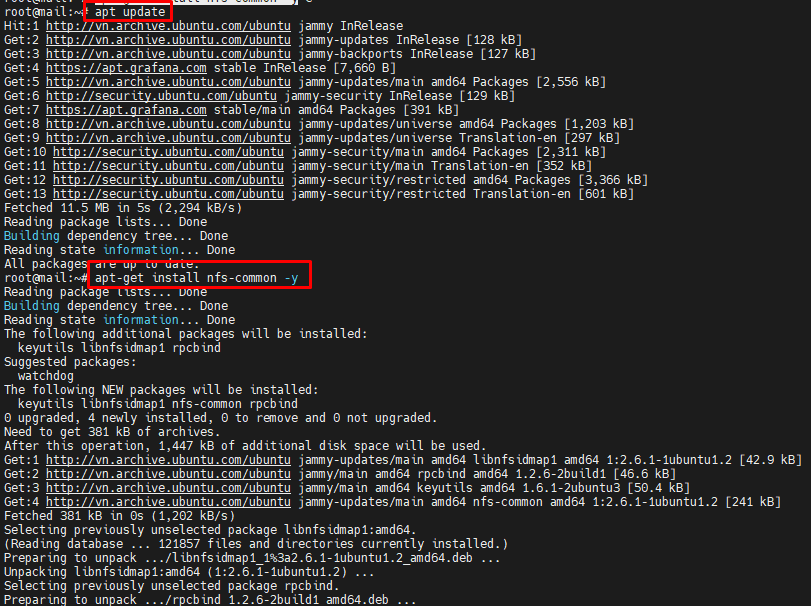 root@mail:~# apt update
Hit:1 http://vn.archive.ubuntu.com/ubuntu jammy InRelease
Get:2 http://vn.archive.ubuntu.com/ubuntu jammy-updates InRelease [128 kB]
Get:3 http://vn.archive.ubuntu.com/ubuntu jammy-backports InRelease [127 kB]
Get:4 https://apt.grafana.com stable InRelease [7,660 B]
Get:5 http://vn.archive.ubuntu.com/ubuntu jammy-updates/main amd64 Packages [2,556 kB]
Get:6 http://security.ubuntu.com/ubuntu jammy-security InRelease [129 kB]
Get:7 https://apt.grafana.com stable/main amd64 Packages [391 kB]
Get:8 http://vn.archive.ubuntu.com/ubuntu jammy-updates/universe amd64 Packages [1,203 kB]
Get:9 http://vn.archive.ubuntu.com/ubuntu jammy-updates/universe Translation-en [297 kB]
Get:10 http://security.ubuntu.com/ubuntu jammy-security/main amd64 Packages [2,311 kB]
Get:11 http://security.ubuntu.com/ubuntu jammy-security/main Translation-en [352 kB]
Get:12 http://security.ubuntu.com/ubuntu jammy-security/restricted amd64 Packages [3,366 kB]
Get:13 http://security.ubuntu.com/ubuntu jammy-security/restricted Translation-en [601 kB]
Fetched 11.5 MB in 5s (2,294 kB/s)
Reading package lists... Done
Building dependency tree... Done
Reading state information... Done
All packages are up to date.
root@mail:~# apt-get install nfs-common -y
Reading package lists... Done
Building dependency tree... Done
Reading state information... Done
The following additional packages will be installed:
  keyutils libnfsidmap1 rpcbind
Suggested packages:
  watchdog
The following NEW packages will be installed:
  keyutils libnfsidmap1 nfs-common rpcbind
0 upgraded, 4 newly installed, 0 to remove and 0 not upgraded.
Need to get 381 kB of archives.
After this operation, 1,447 kB of additional disk space will be used.
Get:1 http://vn.archive.ubuntu.com/ubuntu jammy-updates/main amd64 libnfsidmap1 amd64 1:2.6.1-1ubuntu1.2 [42.9 kB]
Get:2 http://vn.archive.ubuntu.com/ubuntu jammy/main amd64 rpcbind amd64 1.2.6-2build1 [46.6 kB]
Get:3 http://vn.archive.ubuntu.com/ubuntu jammy/main amd64 keyutils amd64 1.6.1-2ubuntu3 [50.4 kB]
Get:4 http://vn.archive.ubuntu.com/ubuntu jammy-updates/main amd64 nfs-common amd64 1:2.6.1-1ubuntu1.2 [241 kB]
Fetched 381 kB in 0s (1,202 kB/s)
Selecting previously unselected package libnfsidmap1:amd64.
(Reading database ... 121857 files and directories currently installed.)
Preparing to unpack .../libnfsidmap1_1%3a2.6.1-1ubuntu1.2_amd64.deb ...
Unpacking libnfsidmap1:amd64 (1:2.6.1-1ubuntu1.2) ...
Selecting previously unselected package rpcbind.
Preparing to unpack .../rpcbind_1.2.6-2build1_amd64.deb ...